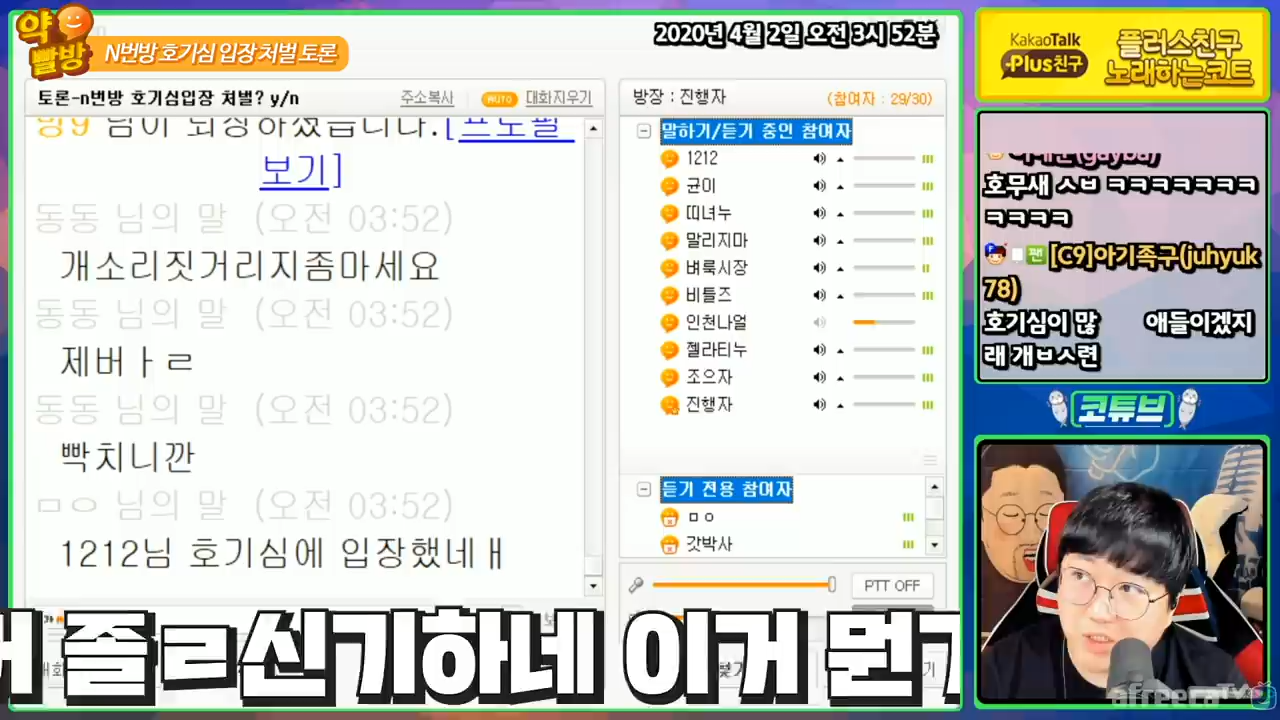 약빨방
N번방 호기심 입장 처벌 토론
2020년 4월 2일 오전 3시 52분
토론-n번방 호기심입장 처벌? y/n
주소복사
AUTO 대화지우기
님이 퇴장하셨습니다.[프로필
보기]
동동 님의 말 (오전 03:52)
개소리짓거리지좀마세요
동동 님의 말 (오전 03:52)
제버ㅏㄹ
동동 님의 말 (오전 03:52)
빡치니깐
ㅁㅇ 님의 말 (오전 03:52)
1212님 호기심에 입장했네ㅐ
방장 : 진행자
(참여자 : 29/30)
말하기/듣기 중인 참여자
1212
균이
띠녀누
말리지마
벼룩시장
비틀즈
인천나얼
젤라티누
조으자
진행자
듣기 전용 참여자
ㅁㅇ
갓박사
PTT OFF
졸ㄹ신기하네 이거 뭔
KakaoTalk
Plus친구
플러스친구
노래하는코트
호무새 ㅅㅂ ㅋㅋㅋㅋㅋㅋㅋ
ㅋㅋㅋㅋ
팬 [C9]아기족구(juhyuk
78)
호기심이 많 애들이겠지
래 개ㅂㅅ련
코튜브
afreecaTV